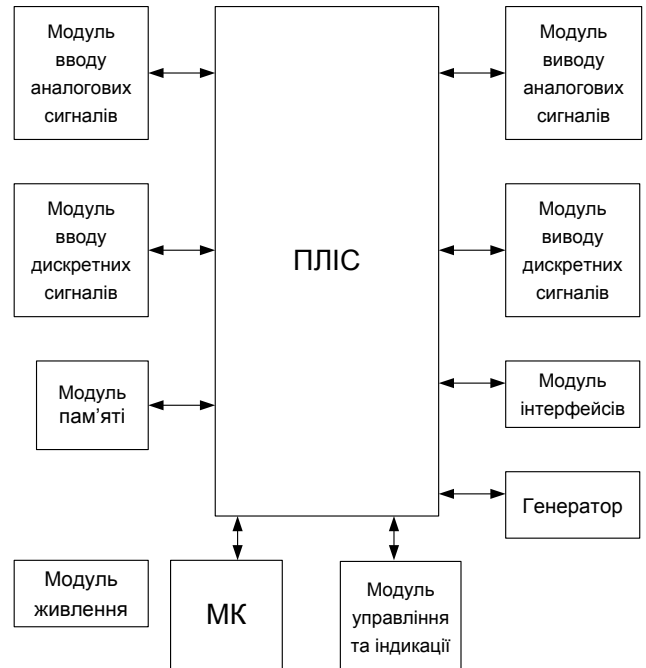 Модуль
вводу
аналогових
сигналів
Модуль
виводу
аналогових
сигналів
Модуль
вводу
дискретних
сигналів
ПЛІС
Модуль
виводу
дискретних
сигналів
Модуль
пам’яті
Модуль
інтерфейсів
Генератор
Модуль
живлення
МК
Модуль
управління
та індикації